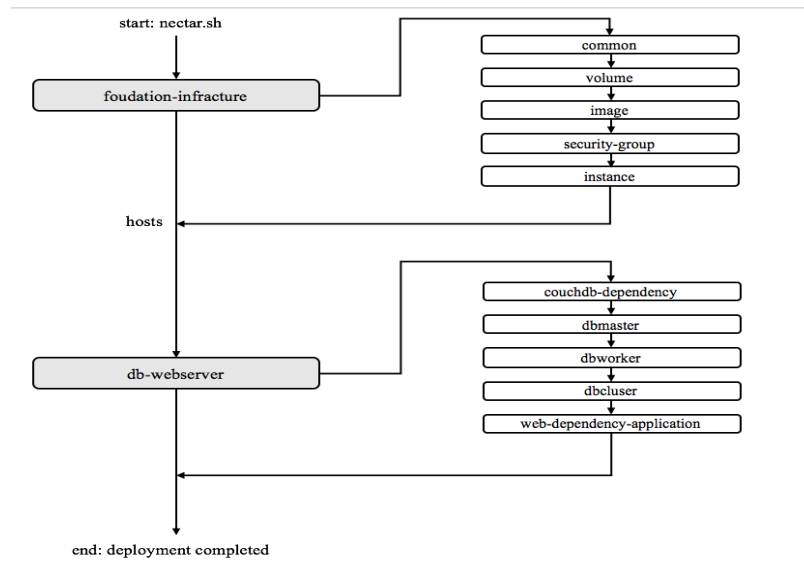 start: nectar.sh
foudation-infracture
common
volume
image
security-group
instance
hosts
db-webserver
couchdb-dependency
dbmaster
dbworker
dbcluser
web-dependency-application
end: deployment completed